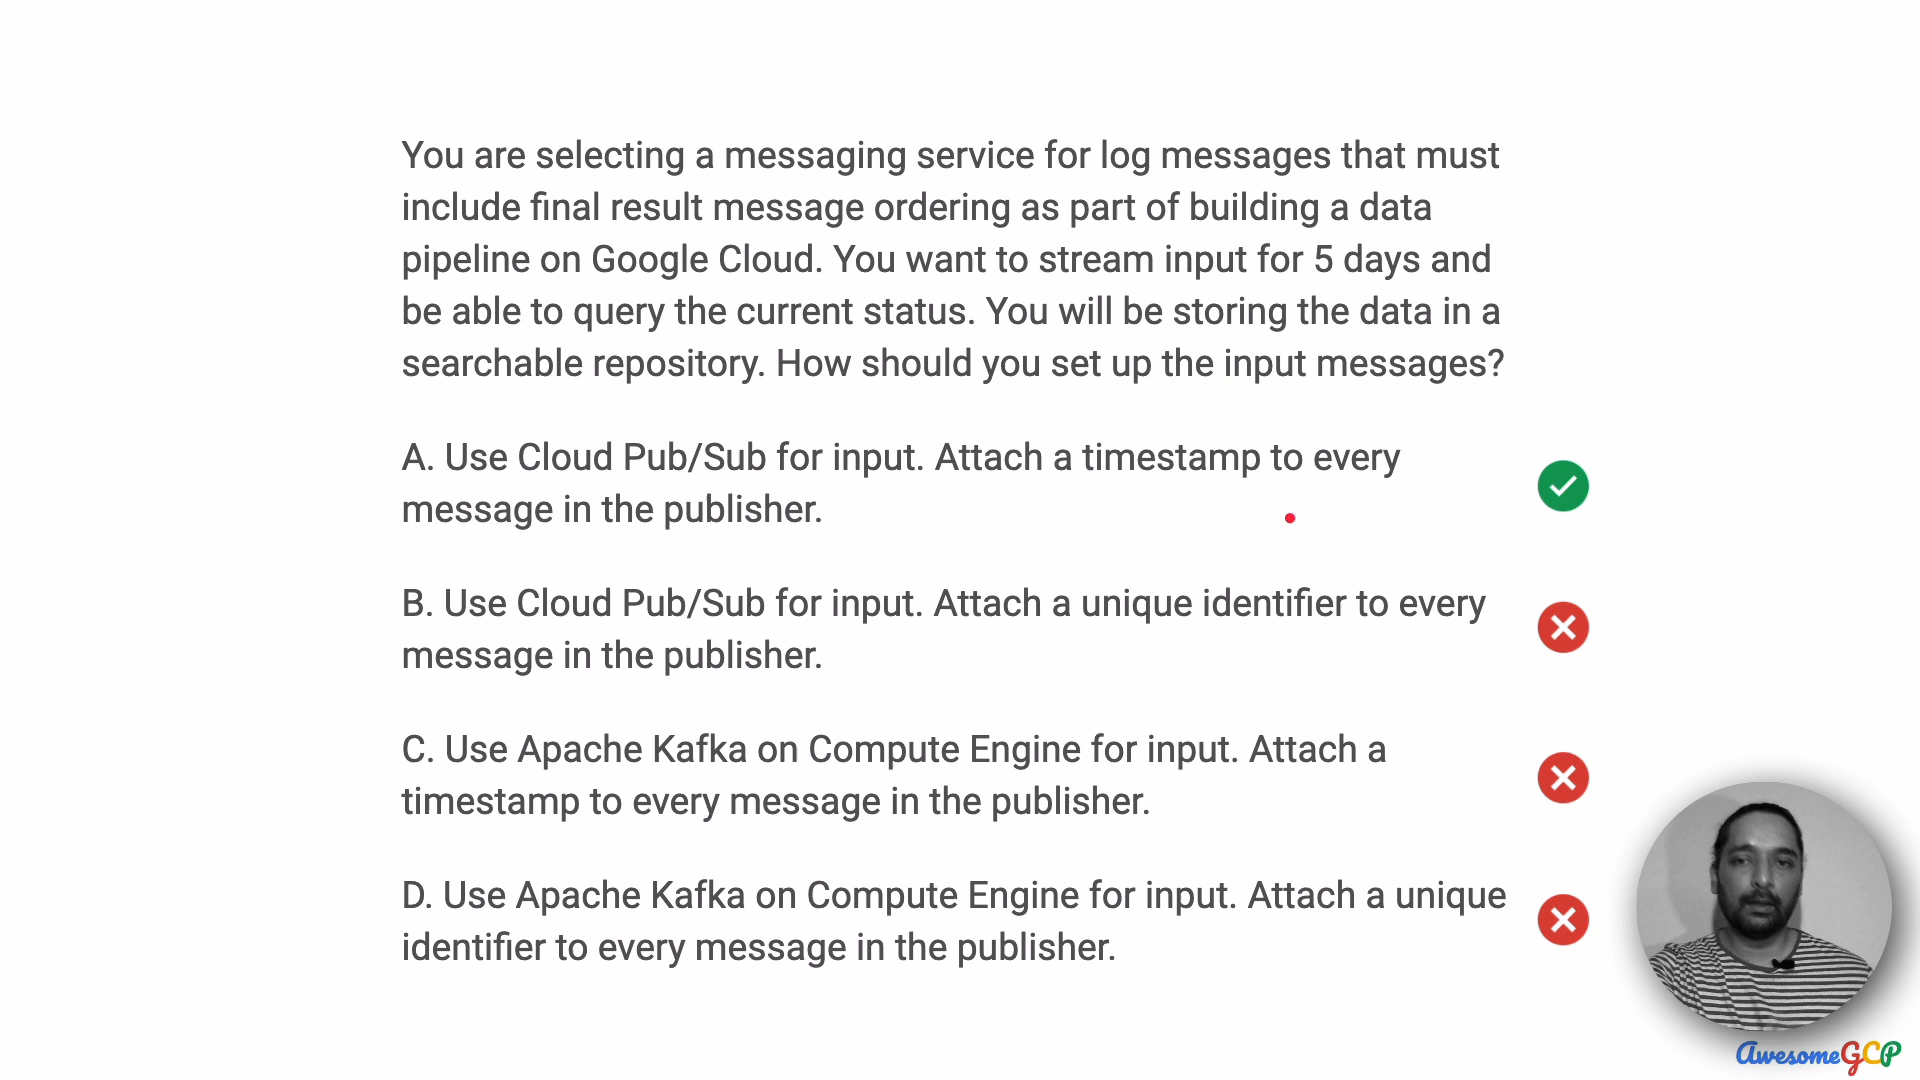 You are selecting a messaging service for log messages that must
include final result message ordering as part of building a data
pipeline on Google Cloud. You want to stream input for 5 days and
be able to query the current status. You will be storing the data in a
searchable repository. How should you set up the input messages?
A. Use Cloud Pub/Sub for input. Attach a timestamp to every
message in the publisher.
B. Use Cloud Pub/Sub for input. Attach a unique identifier to every
message in the publisher.
C. Use Apache Kafka on Compute Engine for input. Attach a
timestamp to every message in the publisher.
D. Use Apache Kafka on Compute Engine for input. Attach a unique
identifier to every message in the publisher.
AwesomeGCP